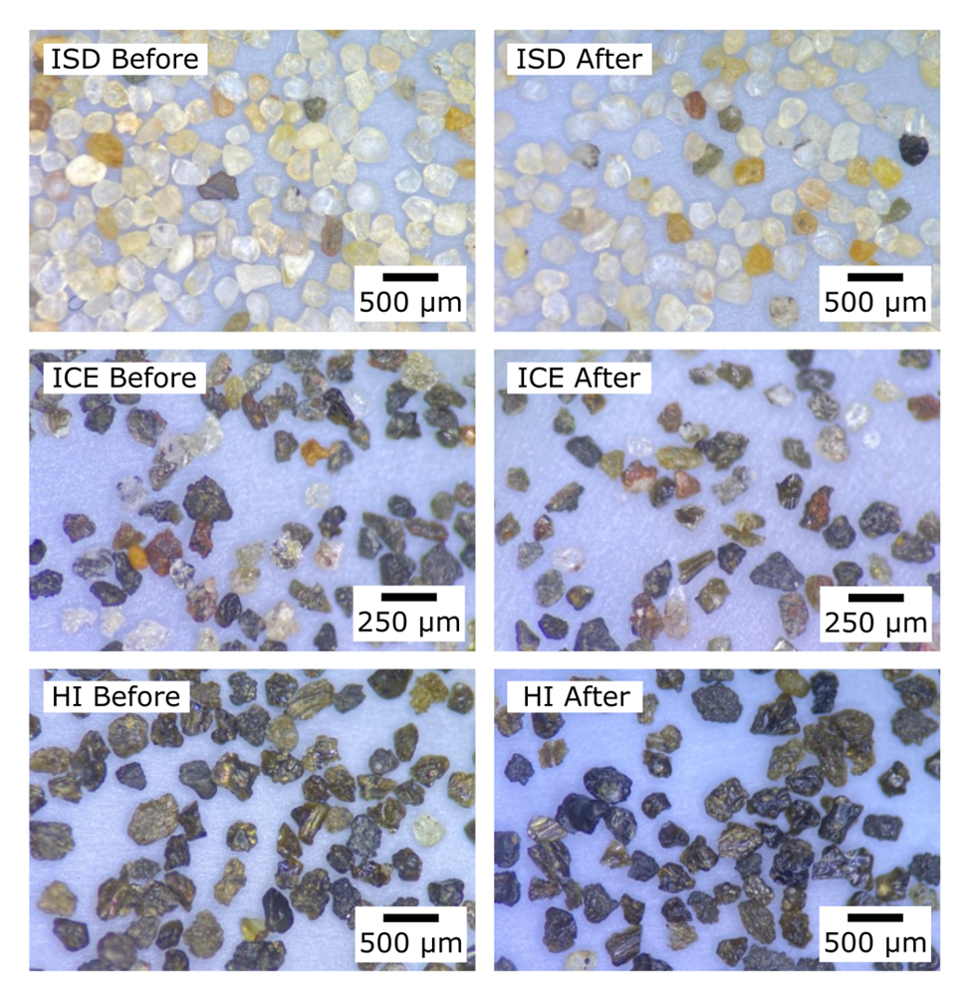 ISD Before
500 µm
ISD After
500 µm
ICE Before
250 µm
ICE After
250 µm
HI Before
500 µm
HI After
500 µm